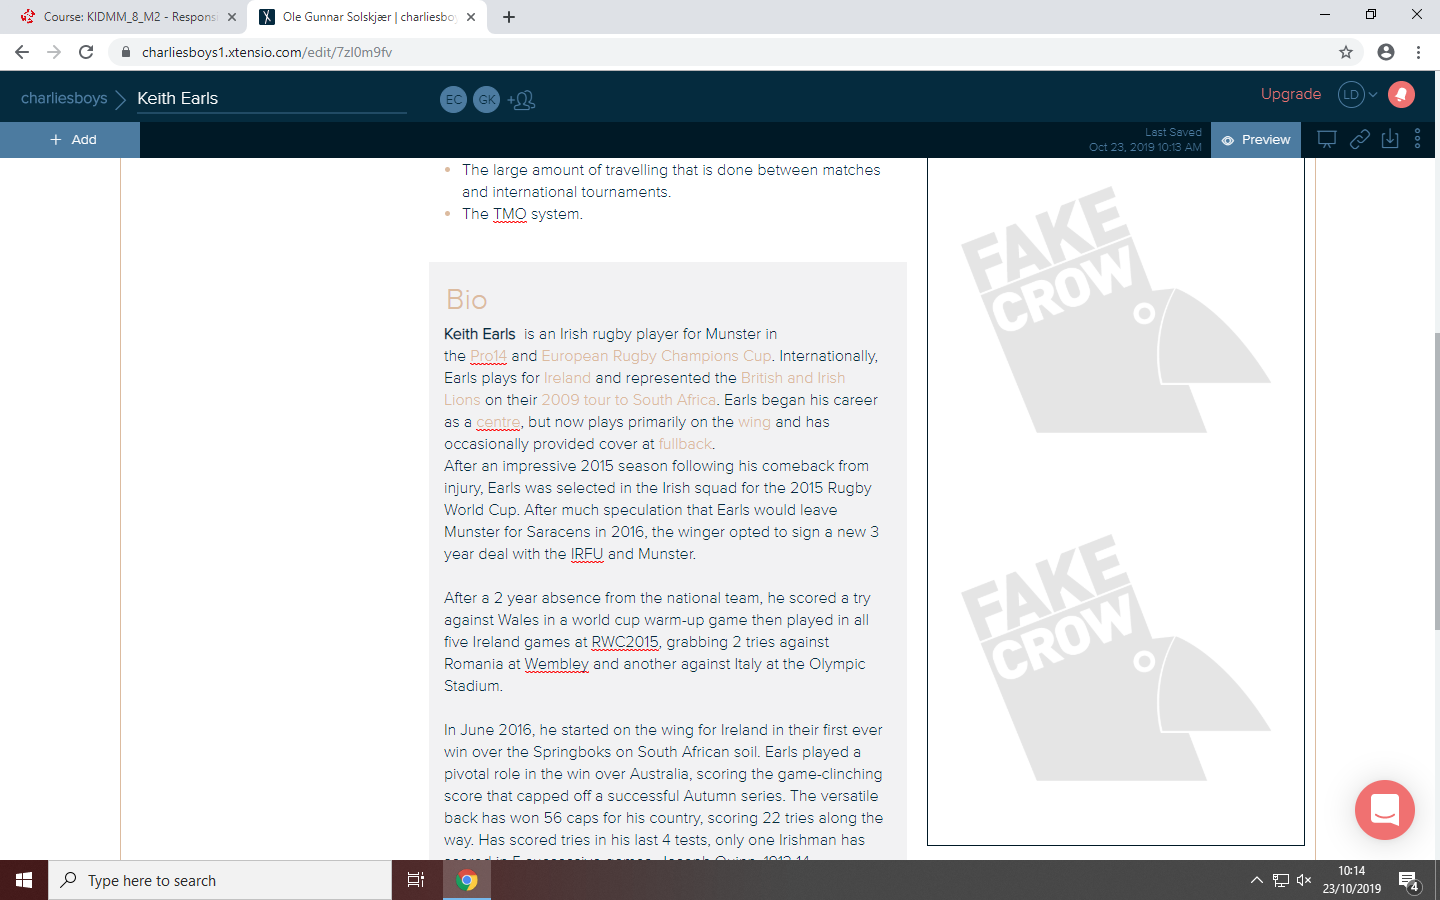 Course: KIDMM_8_M2 - Respons
Ole Gunnar Solskjær | charliesbo
charliesboys1.xtensio.com/edit/7zl0m9fv
charliesboys
Keith Earls
EC
GK
Upgrade
LD
+ Add
Last Saved
Oct 23, 2019 10:13 AM
Preview
The large amount of travelling that is done between matches
and international tournaments.
The TMO system.
Bio
Keith Earls is an Irish rugby player for Munster in
the Pro14 and European Rugby Champions Cup. Internationally,
Earls plays for Ireland and represented the British and Irish
Lions on their 2009 tour to South Africa. Earls began his career
as a centre, but now plays primarily on the wing and has
occasionally provided cover at fullback.
After an impressive 2015 season following his comeback from
injury, Earls was selected in the Irish squad for the 2015 Rugby
World Cup. After much speculation that Earls would leave
Munster for Saracens in 2016, the winger opted to sign a new 3
year deal with the IRFU and Munster.
After a 2 year absence from the national team, he scored a try
against Wales in a world cup warm-up game then played in all
five Ireland games at RWC2015, grabbing 2 tries against
Romania at Wembley and another against Italy at the Olympic
Stadium.
In June 2016, he started on the wing for Ireland in their first ever
win over the Springboks on South African soil. Earls played a
pivotal role in the win over Australia, scoring the game-clinching
score that capped off a successful Autumn series. The versatile
back has won 56 caps for his country, scoring 22 tries along the
way. Has scored tries in his last 4 tests, only one Irishman has
scored in 5 successive games, Joseph Quinn, 1913-14
FAKE
CROW
FAKE
CROW
Type here to search
10:14
23/10/2019
4